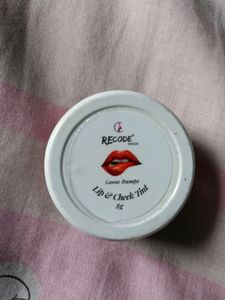 RECODE®
INDIA
Goose Bumps
Lip & Cheek Tint
8g